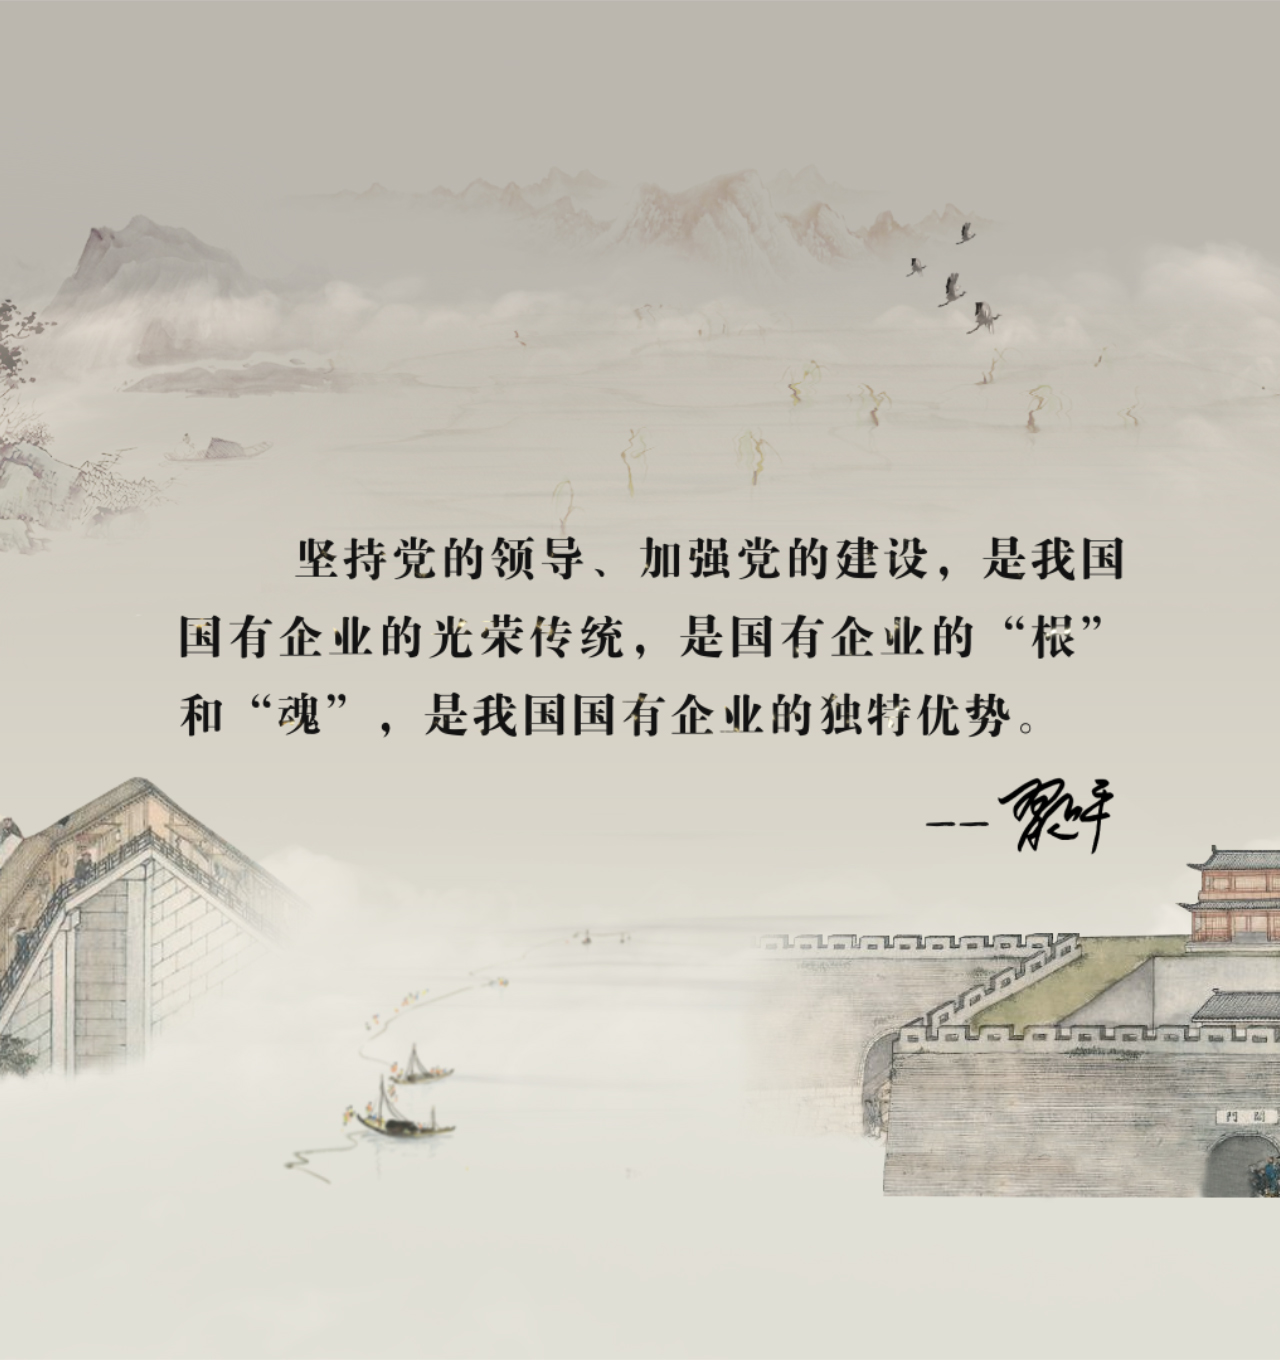 坚持党的领导、加强党的建设，是我国
国有企业的光荣传统，是国有企业的“根”
和“魂”，是我国国有企业的独特优势。
——习近平